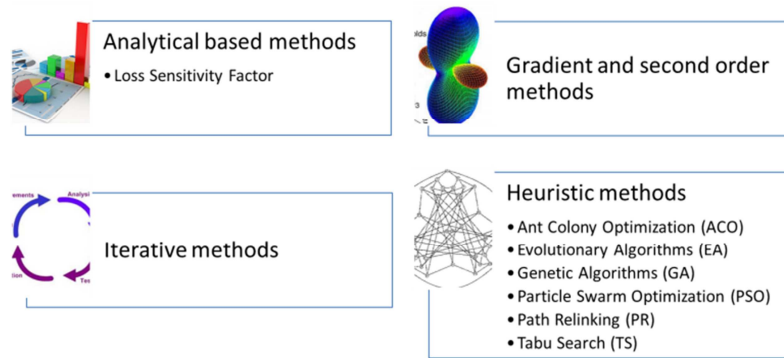 Analytical based methods
• Loss Sensitivity Factor
Gradient and second order
methods
Iterative methods
Heuristic methods
• Ant Colony Optimization (ACO)
• Evolutionary Algorithms (EA)
• Genetic Algorithms (GA)
• Particle Swarm Optimization (PSO)
• Path Relinking (PR)
• Tabu Search (TS)